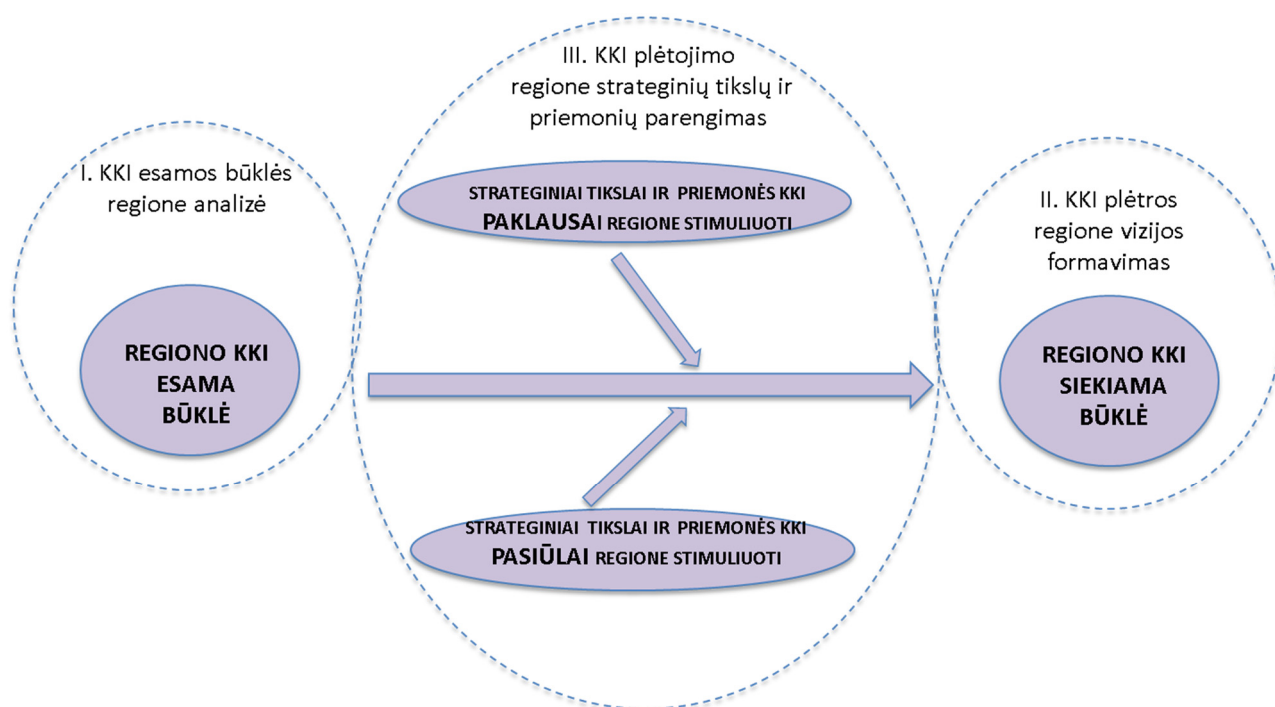 I. KKI esamos būklės
regione analizė
REGIONO KKI
ESAMA
BŪKLĖ
III. KKI plėtojimo
regione strateginių tikslų ir
priemonių parengimas
STRATEGINIAI TIKSLAI IR PRIEMONĖS KKI
PAKLAUSAI REGIONE STIMULIUOTI
STRATEGINIAI TIKSLAI IR PRIEMONĖS KKI
PASIŪLAI REGIONE STIMULIUOTI
II. KKI plėtros
regione vizijos
formavimas
REGIONO KKI
SIEKIAMA
BŪKLĖ